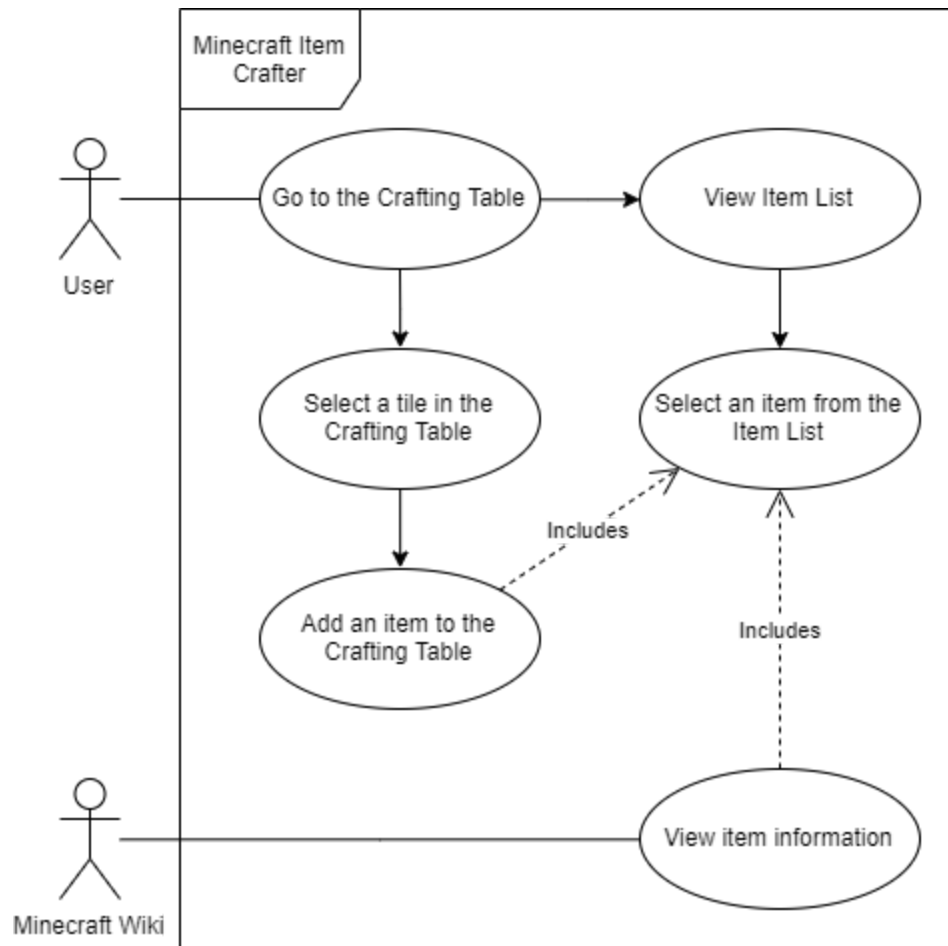 Minecraft Item
Crafter
Go to the Crafting Table
View Item List
User
Select a tile in the
Crafting Table
Select an item from the
Item List
Includes
Add an item to the
Crafting Table
Includes
View item information
Minecraft Wiki